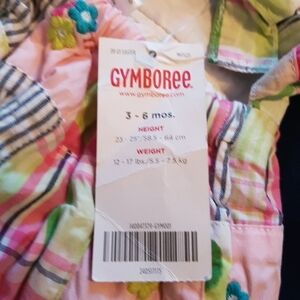 GYMBOREE
www.gymboree.com
3 - 6 mos.
HEIGHT
23 - 25"/58.5 - 64 cm
WEIGHT
12 - 17 lbs./5.5 - 7.5 kg